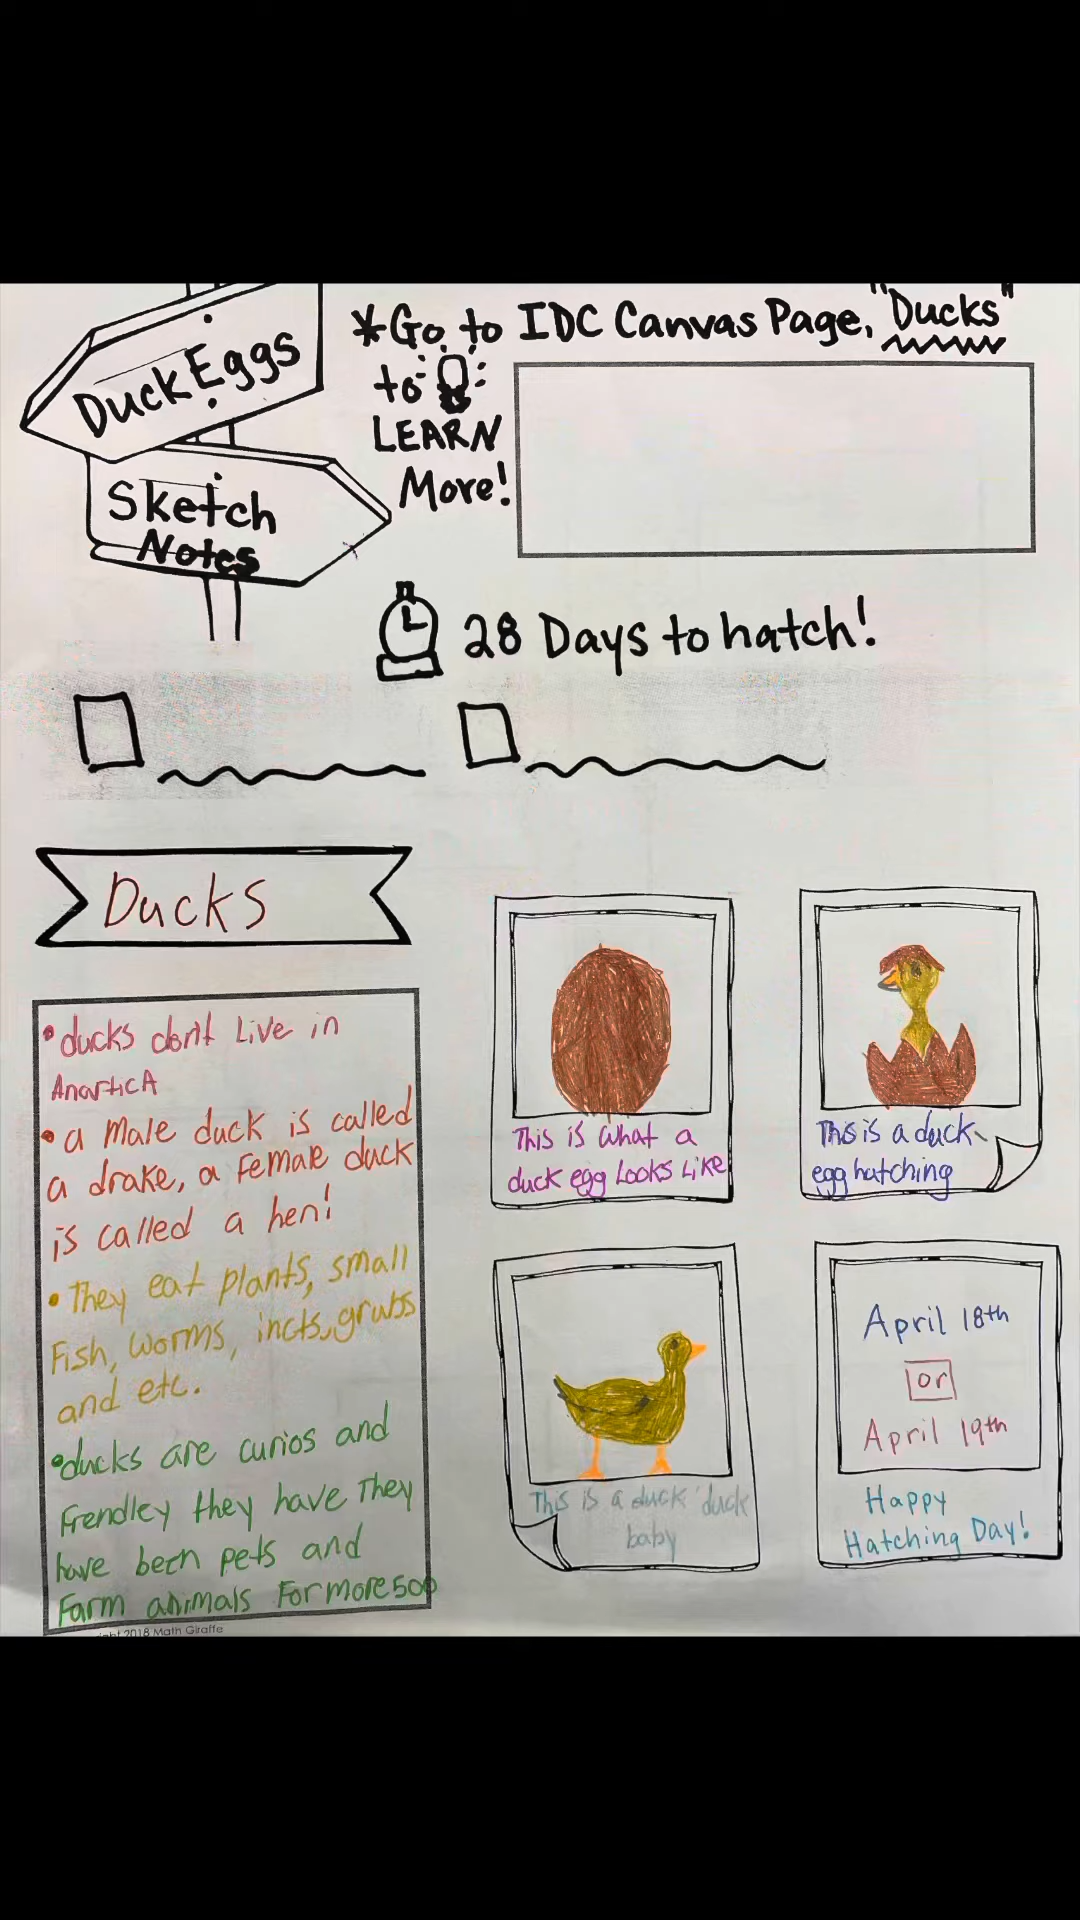 Duck Eggs
Sketch
Notes
*Go to IDC Canvas Page, "Ducks"
to
LEARN
More!
28 Days to hatch!
Ducks
• ducks dont Live in
AnarticA
• a male duck is called
a drake, a Female duck
is called a hen!
• They eat plants, small
Fish, worms, incts, grubs
and etc.
• ducks are curios and
Frendley they have They
have been pets and
Farm animals For more 500
This is what a
duck egg Looks Like
This is a duck
egg hatching
This is a duck duck
baby
April 18th
or
April 19th
Happy
Hatching Day!
2018 Math Giraffe